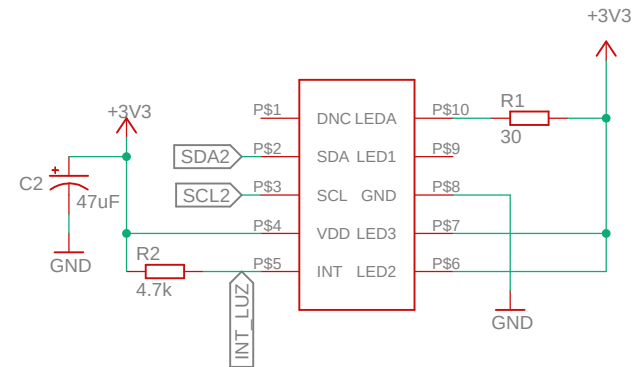 +3V3
+3V3
R1
30
P$1
DNC LEDA
P$10
SDA2
P$2
SDA LED1
P$9
C2
47uF
SCL2
P$3
SCL GND
P$8
P$4
VDD LED3
P$7
GND
R2
4.7k
P$5
INT LED2
P$6
INT_LUZ
GND